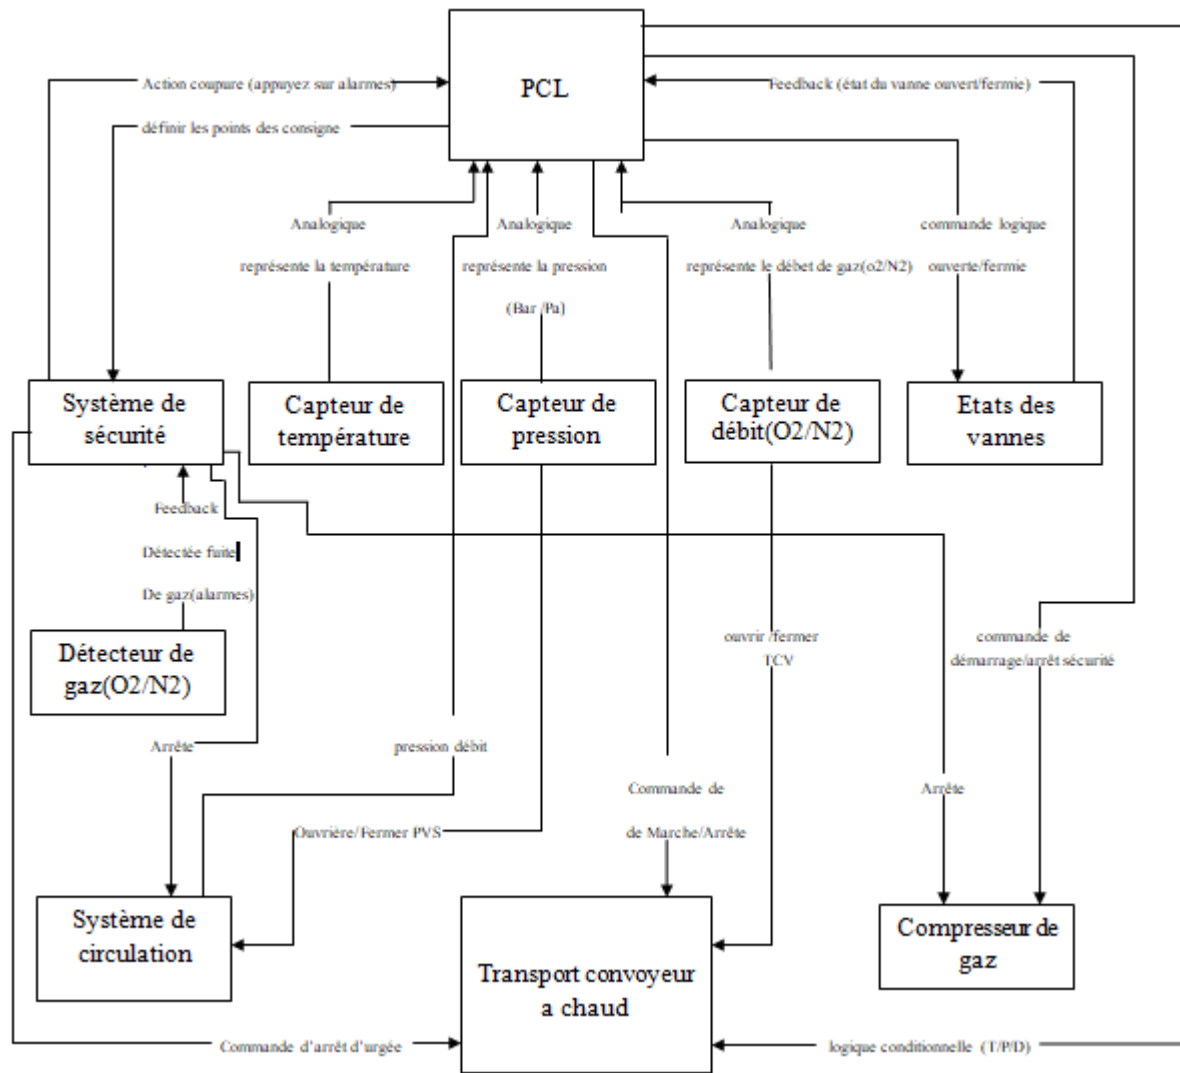 PCL
Action coupure (appuyez sur alarmes)
Feedback (état du vanne ouvert/fermie)
définir les points des consigne
Analogique
représente la température
Analogique
représente la pression
(Bar /Pa)
Analogique
représente le débet de gaz(o2/N2)
commande logique
ouverte/fermie
Système de
sécurité
Capteur de
température
Capteur de
pression
Capteur de
débit(O2/N2)
Etats des
vannes
Feedback
Détectée fuite
De gaz(alarmes)
Détecteur de
gaz(O2/N2)
ouvrir /fermer
TCV
commande de
démarrage/arrêt sécurité
Arrête
pression débit
Commande de
de Marche/Arrête
Arrête
Ouvrière/Fermer PVS
Système de
circulation
Transport convoyeur
a chaud
Compresseur de
gaz
Commande d'arrêt d'urgée
logique conditionnelle (T/P/D)